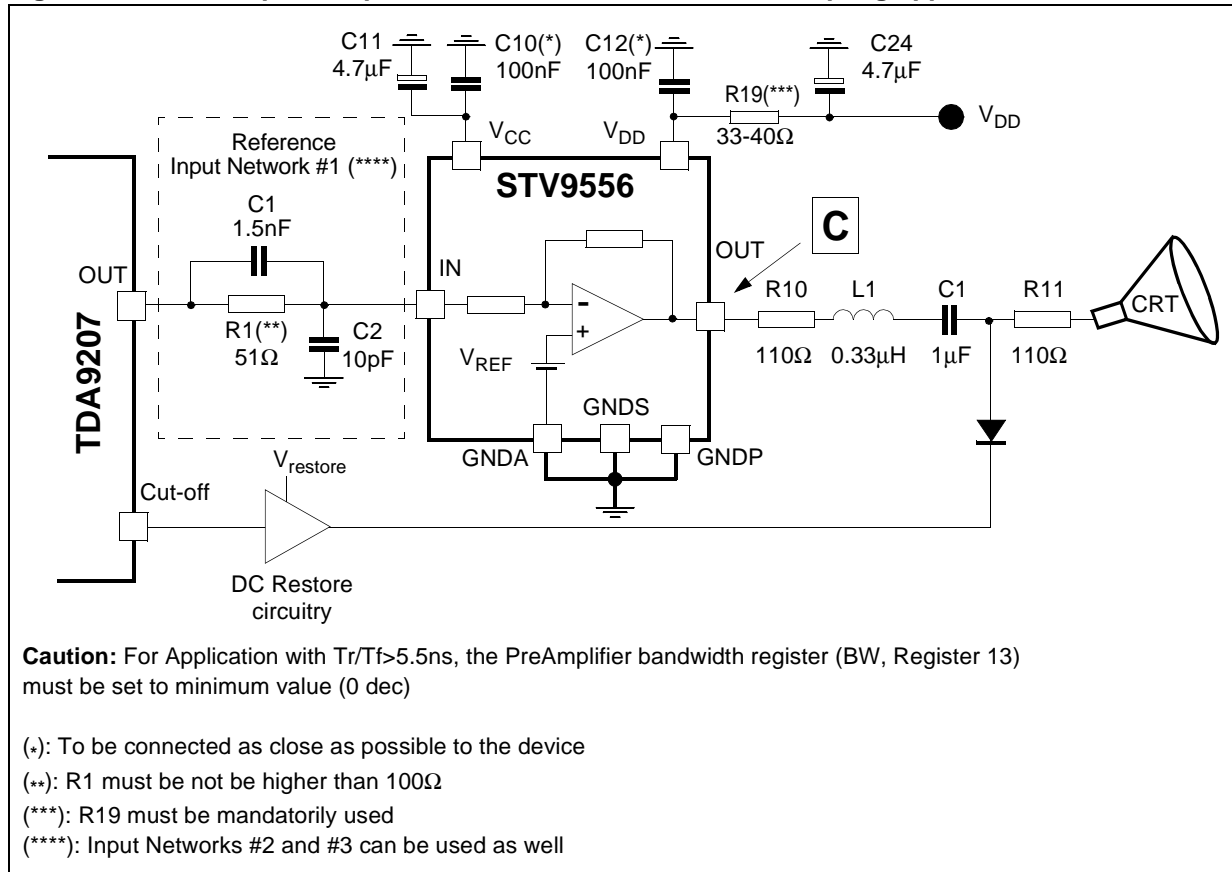 C11
4.7µF
C10(*)
100nF
C12(*)
100nF
C24
4.7µF
R19(***)
33-40Ω
VDD
VCC
VDD
Reference
Input Network #1 (****)
STV9556
C1
1.5nF
C
OUT
IN
OUT
R1(**)
51Ω
C2
10pF
R10
110Ω
L1
0.33µH
C1
1µF
R11
110Ω
CRT
VREF
-
+
TDA9207
GNDS
GNDA
GNDP
Vrestore
Cut-off
DC Restore
circuitry
Caution: For Application with Tr/Tf>5.5ns, the PreAmplifier bandwidth register (BW, Register 13)
must be set to minimum value (0 dec)
(*): To be connected as close as possible to the device
(**): R1 must be not be higher than 100Ω
(***): R19 must be mandatorily used
(****): Input Networks #2 and #3 can be used as well